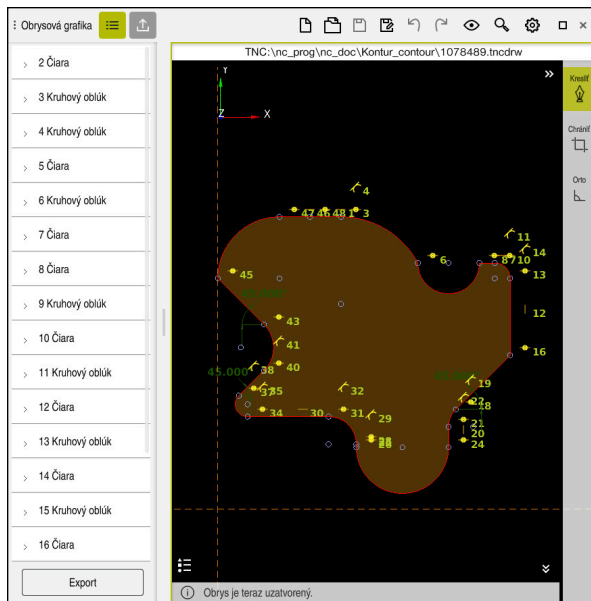 Obrysová grafika
TNC:\nc_prog\nc_doc\Kontur_contour\1078489.tncdrw
2 Čiara
3 Kruhový oblúk
4 Kruhový oblúk
5 Čiara
6 Kruhový oblúk
7 Čiara
8 Čiara
9 Kruhový oblúk
10 Čiara
11 Kruhový oblúk
12 Čiara
13 Kruhový oblúk
14 Čiara
15 Kruhový oblúk
16 Čiara
Export
Y
X
Z
4
47 46 48 1 3
11
6
8 7 10
14
13
45
12
43
16
41
40
45.000
38
37 35
34
30
31
32
29
19
22
18
21
20
24
Kresliť
Chrániť
Orto
Obrys je teraz uzatvorený.